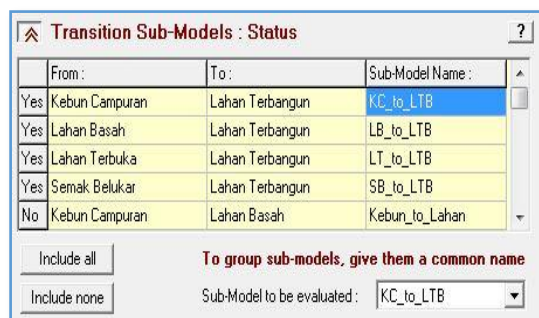 Transition Sub-Models : Status ?
From : To : Sub-Model Name :
Yes Kebun Campuran Lahan Terbangun KC_to_LTB
Yes Lahan Basah Lahan Terbangun LB_to_LTB
Yes Lahan Terbuka Lahan Terbangun LT_to_LTB
Yes Semak Belukar Lahan Terbangun SB_to_LTB
No Kebun Campuran Lahan Basah Kebun_to_Lahan
Include all To group sub-models, give them a common name
Include none Sub-Model to be evaluated : KC_to_LTB